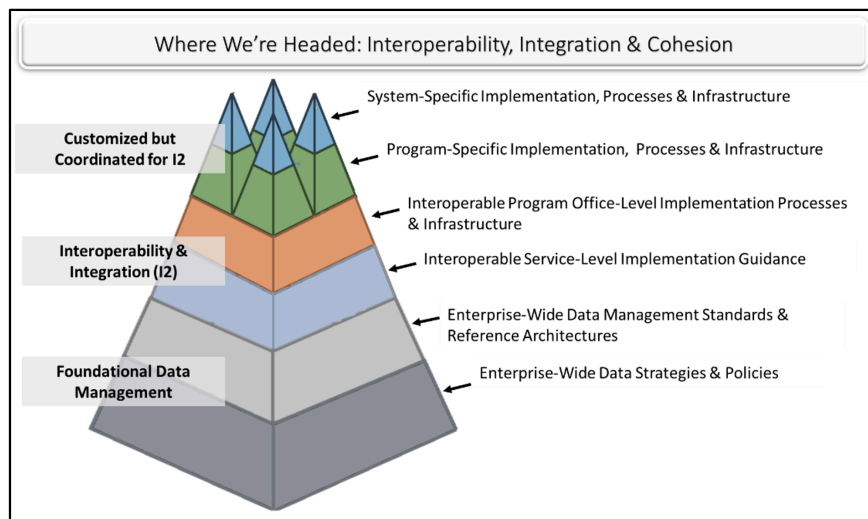 Where We're Headed: Interoperability, Integration & Cohesion
System-Specific Implementation, Processes & Infrastructure
Customized but
Coordinated for I2
Program-Specific Implementation, Processes & Infrastructure
Interoperable Program Office-Level Implementation Processes
& Infrastructure
Interoperability &
Integration (I2)
Interoperable Service-Level Implementation Guidance
Enterprise-Wide Data Management Standards &
Reference Architectures
Foundational Data
Management
Enterprise-Wide Data Strategies & Policies